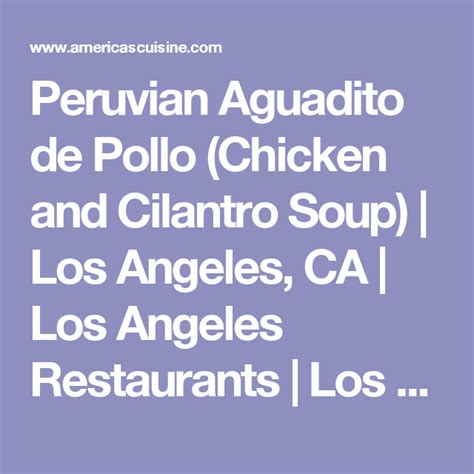 www.americascuisine.com
Peruvian Aguadito
de Pollo (Chicken
and Cilantro Soup) |
Los Angeles, CA |
Los Angeles
Restaurants | Los ...